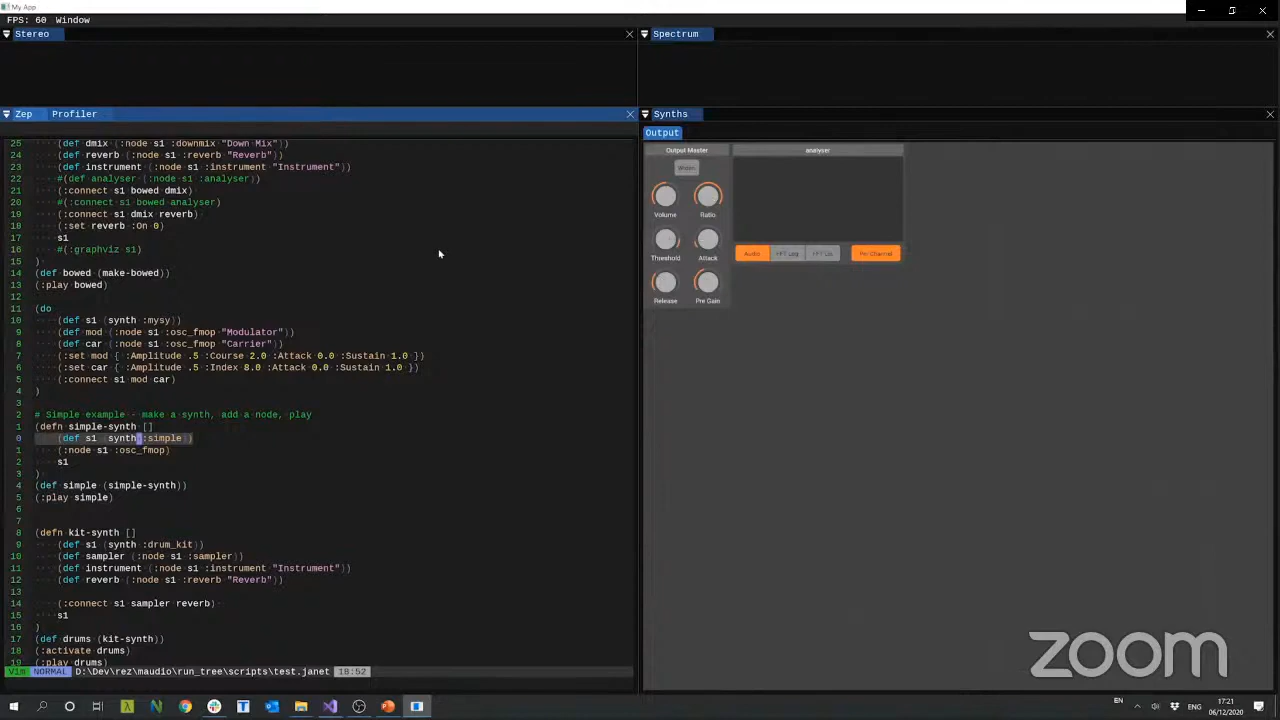 My App
FPS: 60 Window
Stereo
Spectrum
Zep Profiler
25 (def dmix (:node s1 :downmix "Down Mix"))
24 (def reverb (:node s1 :reverb "Reverb"))
23 (def instrument (:node s1 :instrument "Instrument"))
22 #(def analyser (:node s1 :analyser))
21 (:connect s1 bowed dmix)
20 #(:connect s1 bowed analyser)
19 (:connect s1 dmix reverb)
18 (:set reverb :On 0)
17 s1
16 #(:graphviz s1)
15 )
14 (def bowed (make-bowed))
13 (:play bowed)
12
11 (do
10 (def s1 (synth :mysy))
9 (def mod (:node s1 :osc_fmop "Modulator"))
8 (def car (:node s1 :osc_fmop "Carrier"))
7 (:set mod { :Amplitude .5 :Course 2.0 :Attack 0.0 :Sustain 1.0 })
6 (:set car { :Amplitude .5 :Index 8.0 :Attack 0.0 :Sustain 1.0 })
5 (:connect s1 mod car)
4 )
3
2 # Simple example - make a synth, add a node, play
1 (defn simple-synth []
0 (def s1 (synth :simple))
1 (:node s1 :osc_fmop)
2 s1
3 )
4 (def simple (simple-synth))
5 (:play simple)
6
7
8 (defn kit-synth []
9 (def s1 (synth :drum_kit))
10 (def sampler (:node s1 :sampler))
11 (def instrument (:node s1 :instrument "Instrument"))
12 (def reverb (:node s1 :reverb "Reverb"))
13
14 (:connect s1 sampler reverb)
15 s1
16 )
17 (def drums (kit-synth))
18 (:activate drums)
19 (:play drums)
Vim NORMAL D:\Dev\rez\maudio\run_tree\scripts\test.janet 18:52
Synths
Output
Output Master
analyser
Widen
Volume Ratio
Threshold Attack
Release Pre Gain
Audio FFT Log FFT Lin Per Channel
zoom
EN
ENG
17:21
06/12/2020